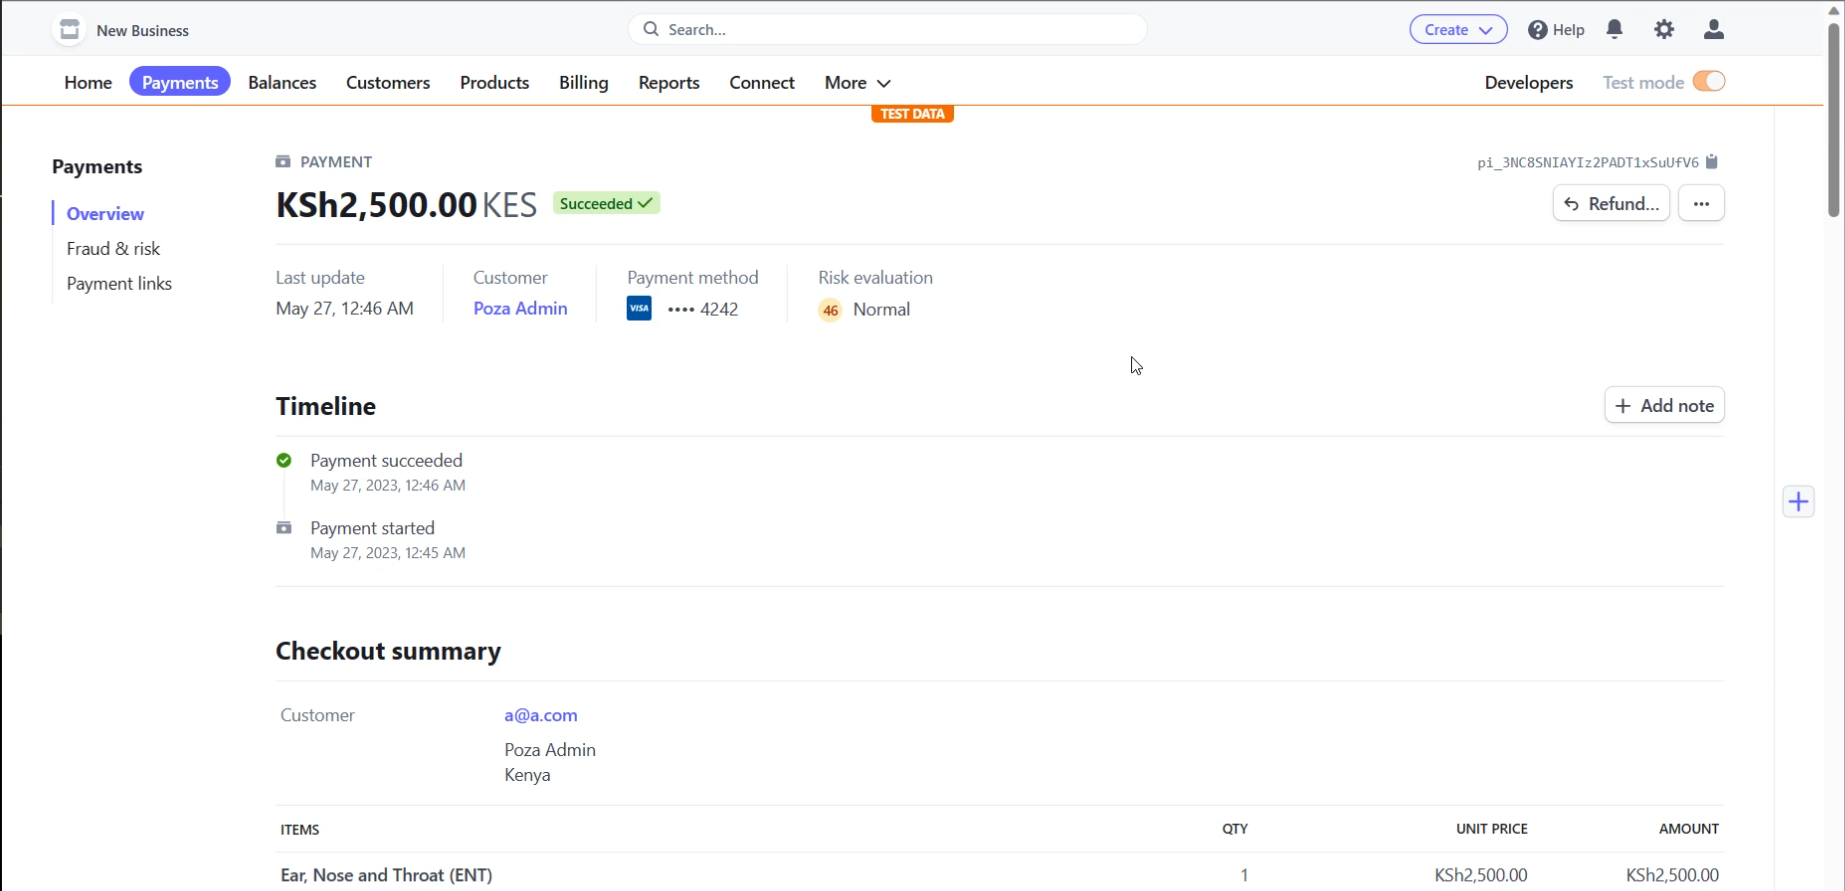 New Business
Search...
Create
Help
Home Payments Balances Customers Products Billing Reports Connect More
Developers Test mode
TEST DATA
Payments
Overview
Fraud & risk
Payment links
PAYMENT
pi_3NC8SNIAYIz2PADT1xSuUfV6
KSh2,500.00 KES Succeeded
Refund...
Last update Customer Payment method Risk evaluation
May 27, 12:46 AM Poza Admin VISA •••• 4242 46 Normal
Timeline
Add note
Payment succeeded
May 27, 2023, 12:46 AM
Payment started
May 27, 2023, 12:45 AM
Checkout summary
Customer a@a.com
Poza Admin
Kenya
ITEMS QTY UNIT PRICE AMOUNT
Ear, Nose and Throat (ENT) 1 KSh2,500.00 KSh2,500.00